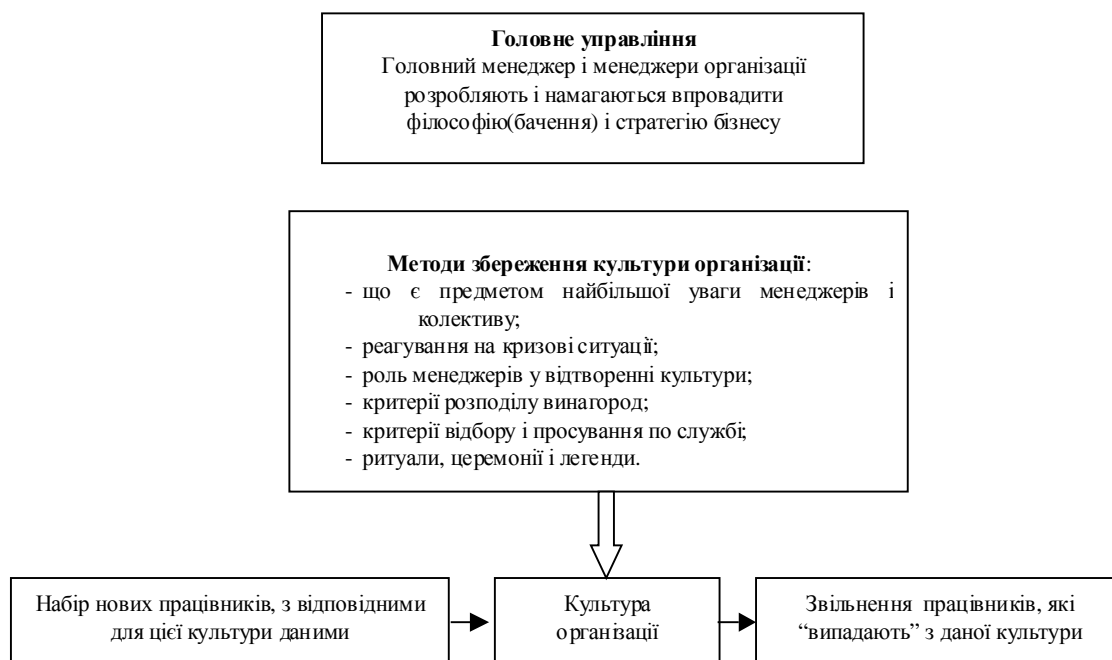 Головне управління
Головний менеджер і менеджери організації
розробляють і намагаються впровадити
філософію(бачення) і стратегію бізнесу
Методи збереження культури організації:
- що є предметом найбільшої уваги менеджерів і
колективу;
- реагування на кризові ситуації;
- роль менеджерів у відтворенні культури;
- критерії розподілу винагород;
- критерії відбору і просування по службі;
- ритуали, церемонії і легенди.
Набір нових працівників, з відповідними
для цієї культури даними
Культура
організації
Звільнення працівників, які
“випадають” з даної культури